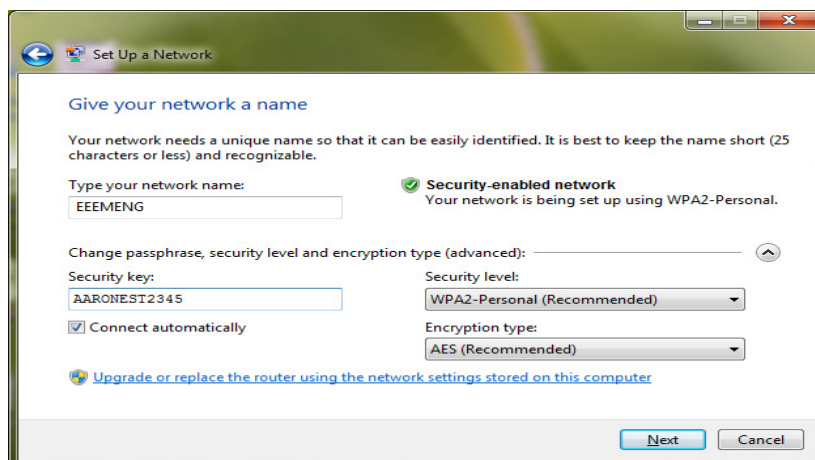 Set Up a Network
Give your network a name
Your network needs a unique name so that it can be easily identified. It is best to keep the name short (25
characters or less) and recognizable.
Type your network name:
EEEMENG
Security-enabled network
Your network is being set up using WPA2-Personal.
Change passphrase, security level and encryption type (advanced):
Security key:
AARONEST2345
Connect automatically
Security level:
WPA2-Personal (Recommended)
Encryption type:
AES (Recommended)
Upgrade or replace the router using the network settings stored on this computer
Next
Cancel